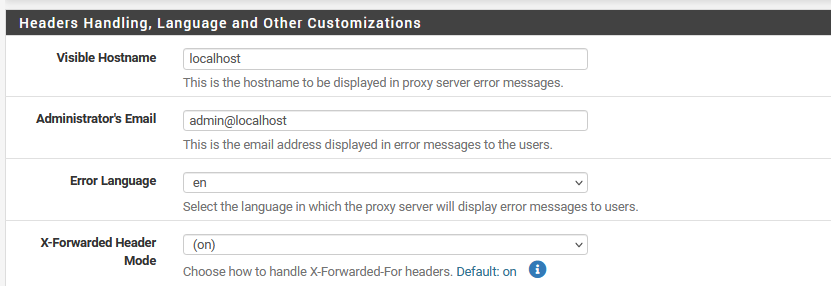 Headers Handling, Language and Other Customizations
Visible Hostname
localhost
This is the hostname to be displayed in proxy server error messages.
Administrator's Email
admin@localhost
This is the email address displayed in error messages to the users.
Error Language
en
Select the language in which the proxy server will display error messages to users.
X-Forwarded Header
Mode
(on)
Choose how to handle X-Forwarded-For headers. Default: on